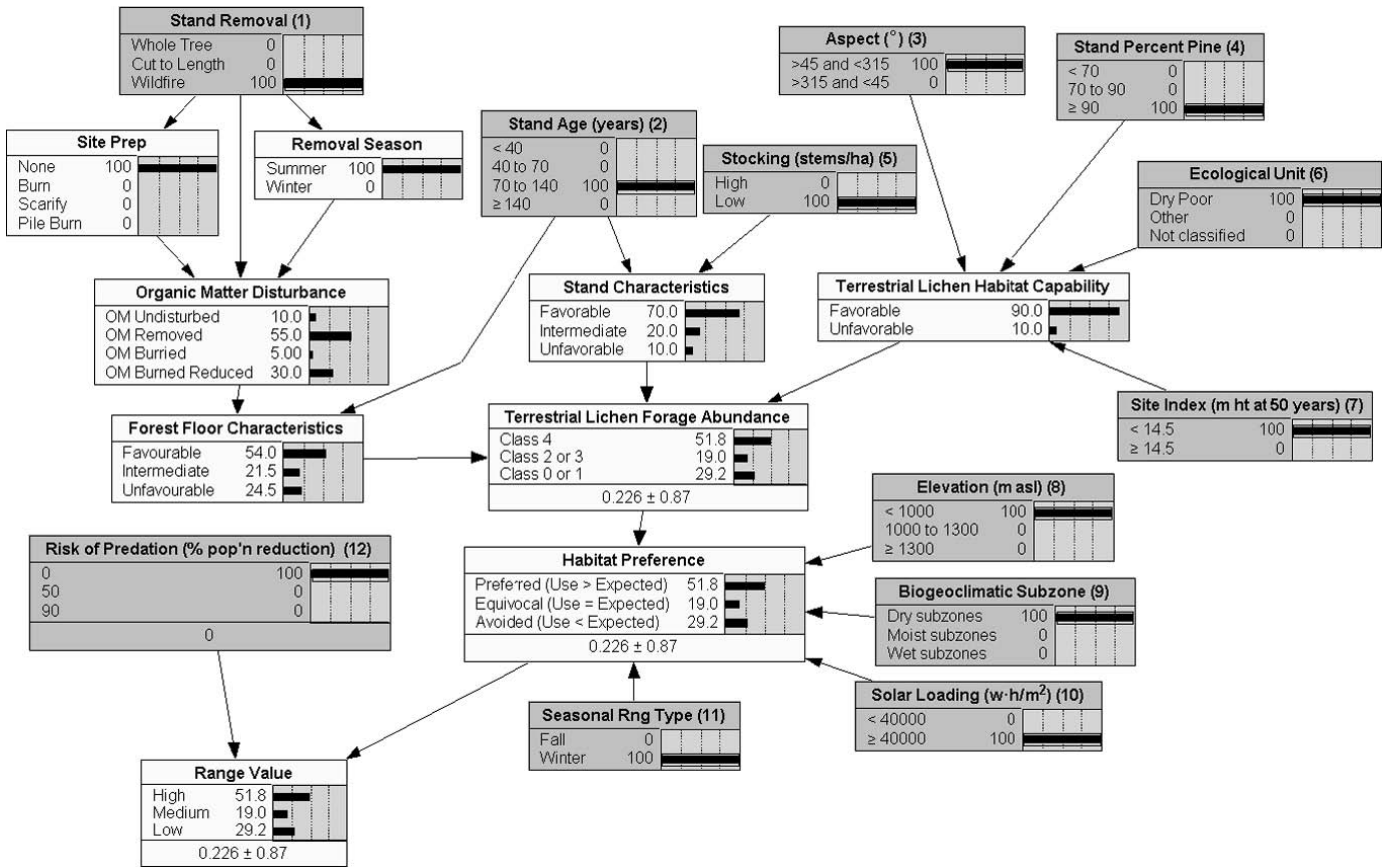 Stand Removal (1)
Whole Tree 0
Cut to Length 0
Wildfire 100
Aspect (°) (3)
>45 and <315 100
>315 and <45 0
Stand Percent Pine (4)
< 70 0
70 to 90 0
≥ 90 100
Site Prep
None 100
Burn 0
Scarify 0
Pile Burn 0
Removal Season
Summer 100
Winter 0
Stand Age (years) (2)
< 40 0
40 to 70 0
70 to 140 100
≥ 140 0
Stocking (stems/ha) (5)
High 0
Low 100
Ecological Unit (6)
Dry Poor 100
Other 0
Not classified 0
Organic Matter Disturbance
OM Undisturbed 10.0
OM Removed 55.0
OM Burried 5.00
OM Burned Reduced 30.0
Stand Characteristics
Favorable 70.0
Intermediate 20.0
Unfavorable 10.0
Terrestrial Lichen Habitat Capability
Favorable 90.0
Unfavorable 10.0
Forest Floor Characteristics
Favourable 54.0
Intermediate 21.5
Unfavourable 24.5
Terrestrial Lichen Forage Abundance
Class 4 51.8
Class 2 or 3 19.0
Class 0 or 1 29.2
0.226 ± 0.87
Site Index (m ht at 50 years) (7)
< 14.5 100
≥ 14.5 0
Elevation (m asl) (8)
< 1000 100
1000 to 1300 0
≥ 1300 0
Risk of Predation (% pop'n reduction) (12)
0 100
50 0
90 0
0
Habitat Preference
Preferred (Use > Expected) 51.8
Equivocal (Use = Expected) 19.0
Avoided (Use < Expected) 29.2
0.226 ± 0.87
Biogeoclimatic Subzone (9)
Dry subzones 100
Moist subzones 0
Wet subzones 0
Solar Loading (w·h/m²) (10)
< 40000 0
≥ 40000 100
Seasonal Rng Type (11)
Fall 0
Winter 100
Range Value
High 51.8
Medium 19.0
Low 29.2
0.226 ± 0.87